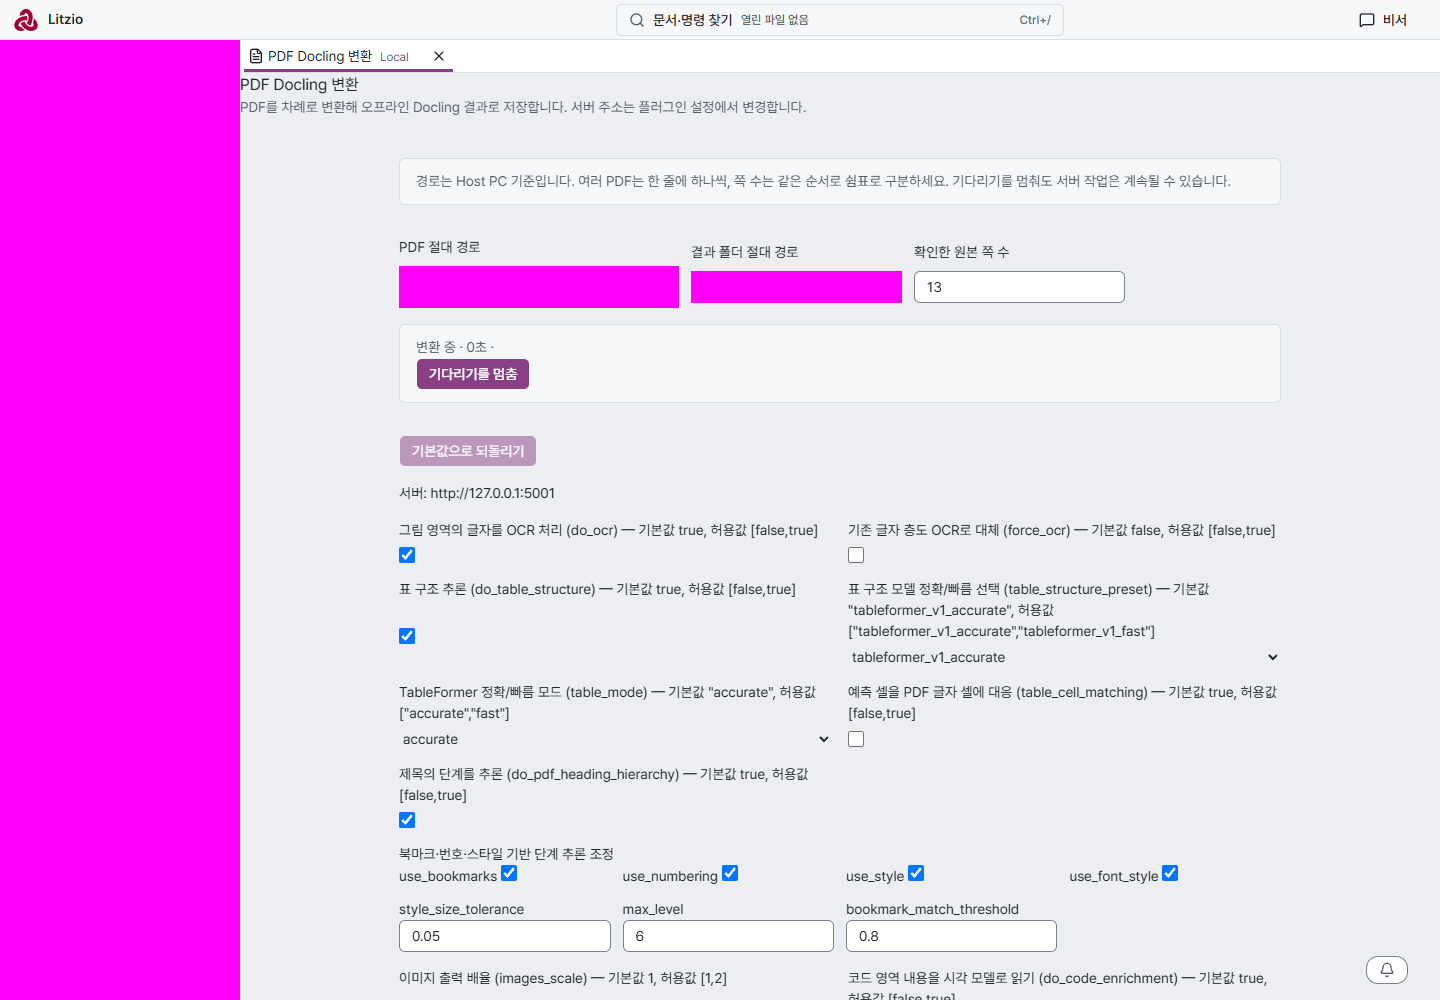 Litzio
문서·명령 찾기 열린 파일 없음 Ctrl+/
비서
PDF Docling 변환 Local
PDF Docling 변환
PDF를 차례로 변환해 오프라인 Docling 결과로 저장합니다. 서버 주소는 플러그인 설정에서 변경합니다.
경로는 Host PC 기준입니다. 여러 PDF는 한 줄에 하나씩, 쪽 수는 같은 순서로 쉼표로 구분하세요. 기다리기를 멈춰도 서버 작업은 계속될 수 있습니다.
PDF 절대 경로
결과 폴더 절대 경로
확인한 원본 쪽 수
13
변환 중 · 0초 ·
기다리기를 멈춤
기본값으로 되돌리기
서버: http://127.0.0.1:5001
그림 영역의 글자를 OCR 처리 (do_ocr) — 기본값 true, 허용값 [false,true]
기존 글자 층도 OCR로 대체 (force_ocr) — 기본값 false, 허용값 [false,true]
표 구조 추론 (do_table_structure) — 기본값 true, 허용값 [false,true]
표 구조 모델 정확/빠름 선택 (table_structure_preset) — 기본값
"tableformer_v1_accurate", 허용값
["tableformer_v1_accurate","tableformer_v1_fast"]
tableformer_v1_accurate
TableFormer 정확/빠름 모드 (table_mode) — 기본값 "accurate", 허용값
["accurate","fast"]
accurate
예측 셀을 PDF 글자 셀에 대응 (table_cell_matching) — 기본값 true, 허용값
[false,true]
제목의 단계를 추론 (do_pdf_heading_hierarchy) — 기본값 true, 허용값
[false,true]
북마크·번호·스타일 기반 단계 추론 조정
use_bookmarks
use_numbering
use_style
use_font_style
style_size_tolerance
max_level
bookmark_match_threshold
0.05
6
0.8
이미지 출력 배율 (images_scale) — 기본값 1, 허용값 [1,2]
코드 영역 내용을 시각 모델로 읽기 (do_code_enrichment) — 기본값 true,
허용값 [false,true]